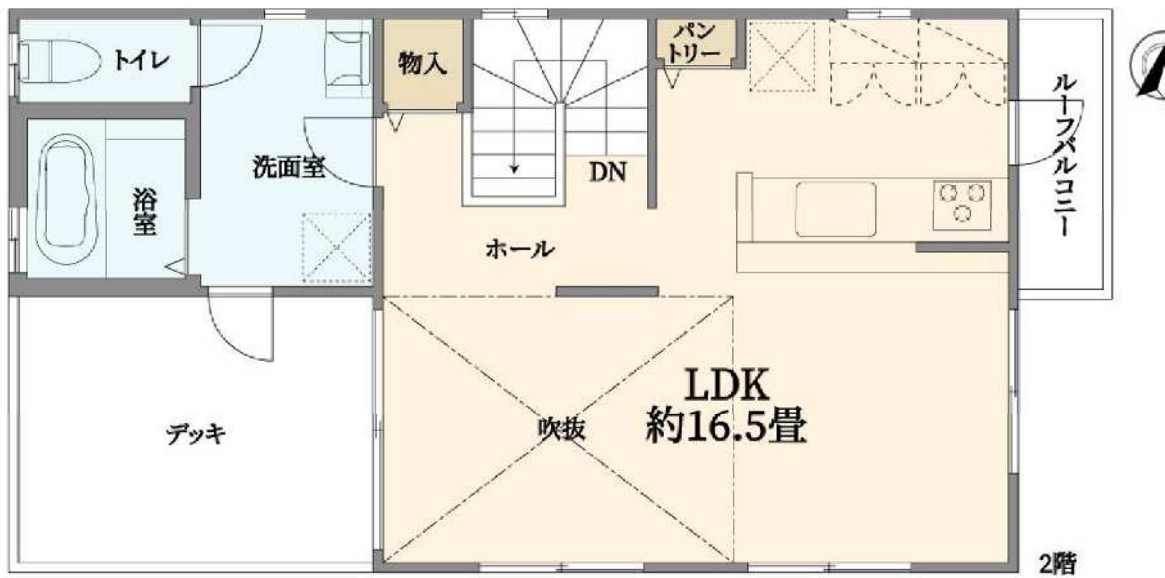 トイレ
物入
パン
トリー
ルーフバルコニー
洗面室
DN
浴室
ホール
LDK
約16.5畳
吹抜
デッキ
2階